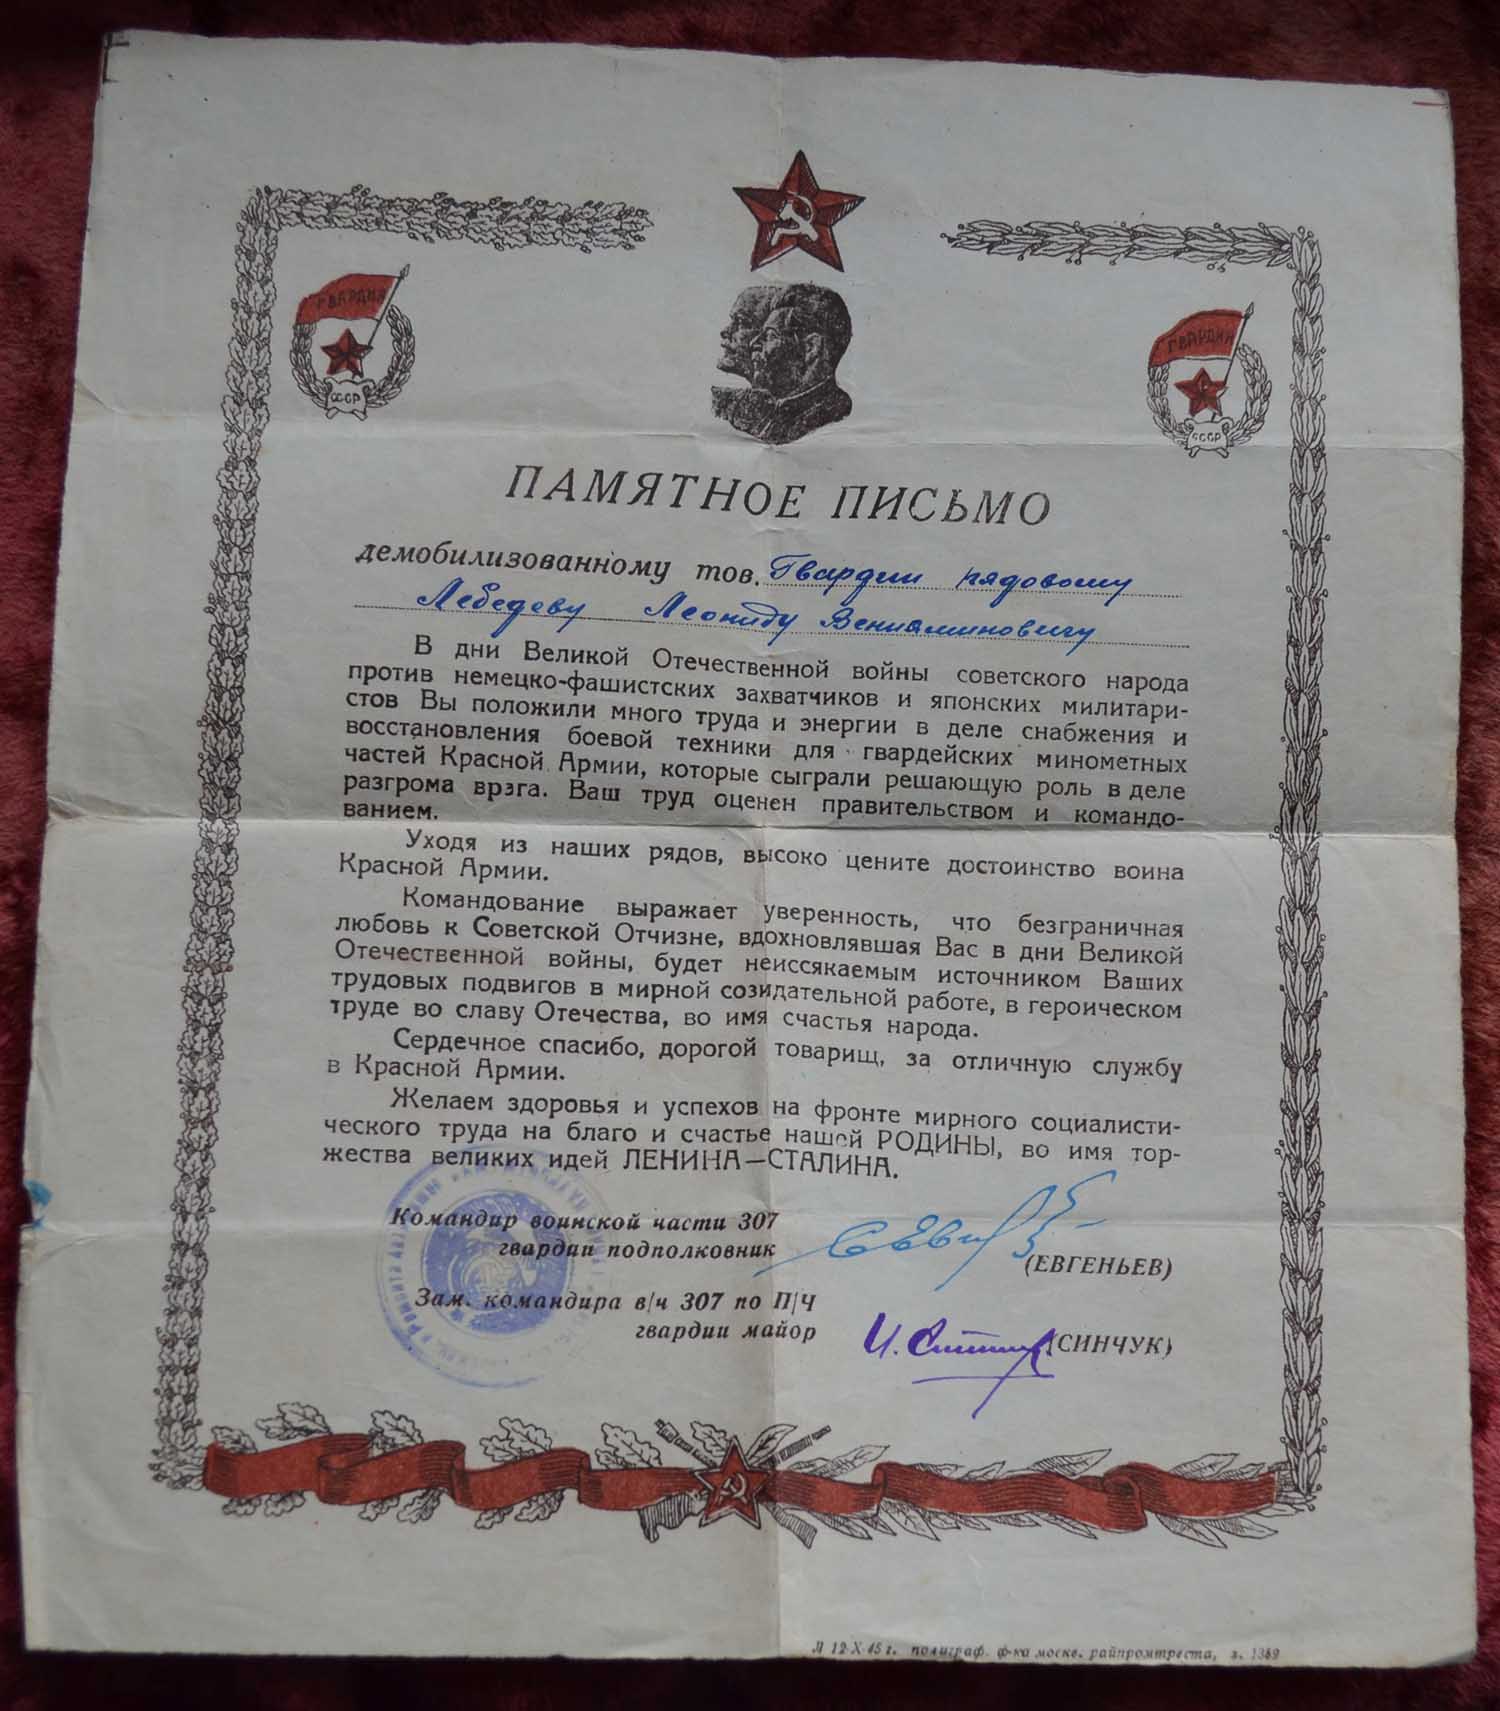 ГВАРДИЯ
СССР
ГВАРДИЯ
СССР
ПАМЯТНОЕ ПИСЬМО
демобилизованному тов. Гвардии рядовому
Лебедеву Леониду Вениаминовичу
В дни Великой Отечественной войны советского народа
против немецко-фашистских захватчиков и японских милитари-
стов Вы положили много труда и энергии в деле снабжения и
восстановления боевой техники для гвардейских минометных
частей Красной Армии, которые сыграли решающую роль в деле
разгрома врзга. Ваш труд оценен правительством и командо-
ванием.
Уходя из наших рядов, высоко цените достоинство воина
Красной Армии.
Командование выражает уверенность, что безграничная
любовь к Советской Отчизне, вдохновлявшая Вас в дни Великой
Отечественной войны, будет неиссякаемым источником Ваших
трудовых подвигов в мирной созидательной работе, в героическом
труде во славу Отечества, во имя счастья народа.
Сердечное спасибо, дорогой товарищ, за отличную службу
в Красной Армии.
Желаем здоровья и успехов на фронте мирного социалисти-
ческого труда на благо и счастье нашей РОДИНЫ, во имя тор-
жества великих идей ЛЕНИНА—СТАЛИНА.
Командир воинской части 307
гвардии подполковник
(ЕВГЕНЬЕВ)
Зам. командира в/ч 307 по П/Ч
гвардии майор
(СИНЧУК)
Л 12-X-45 г. полиграф. ф-ка моск. райпромтреста, з. 1389